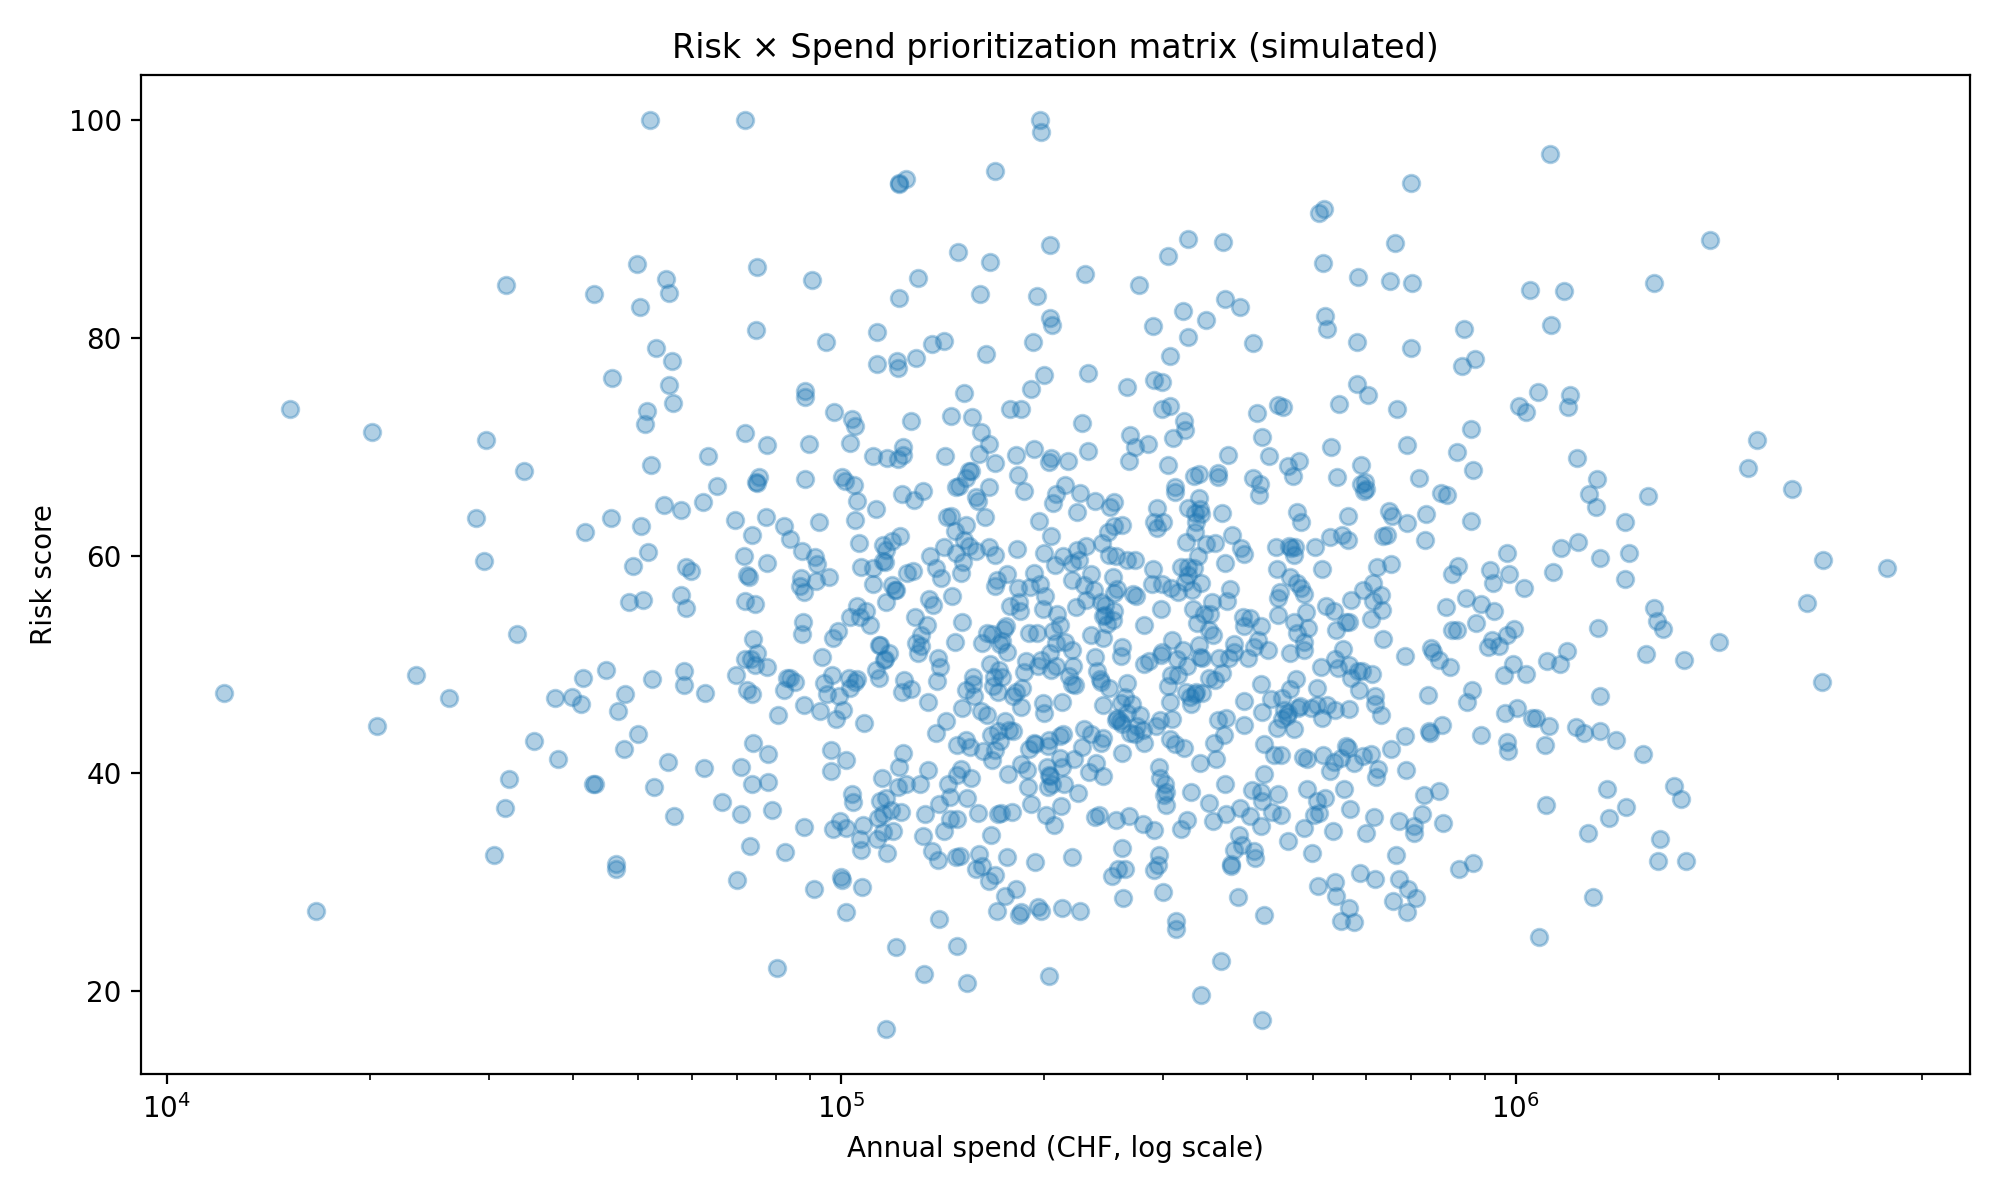 Risk × Spend prioritization matrix (simulated)
100
80
60
40
20
Risk score
10⁴
10⁵
10⁶
Annual spend (CHF, log scale)